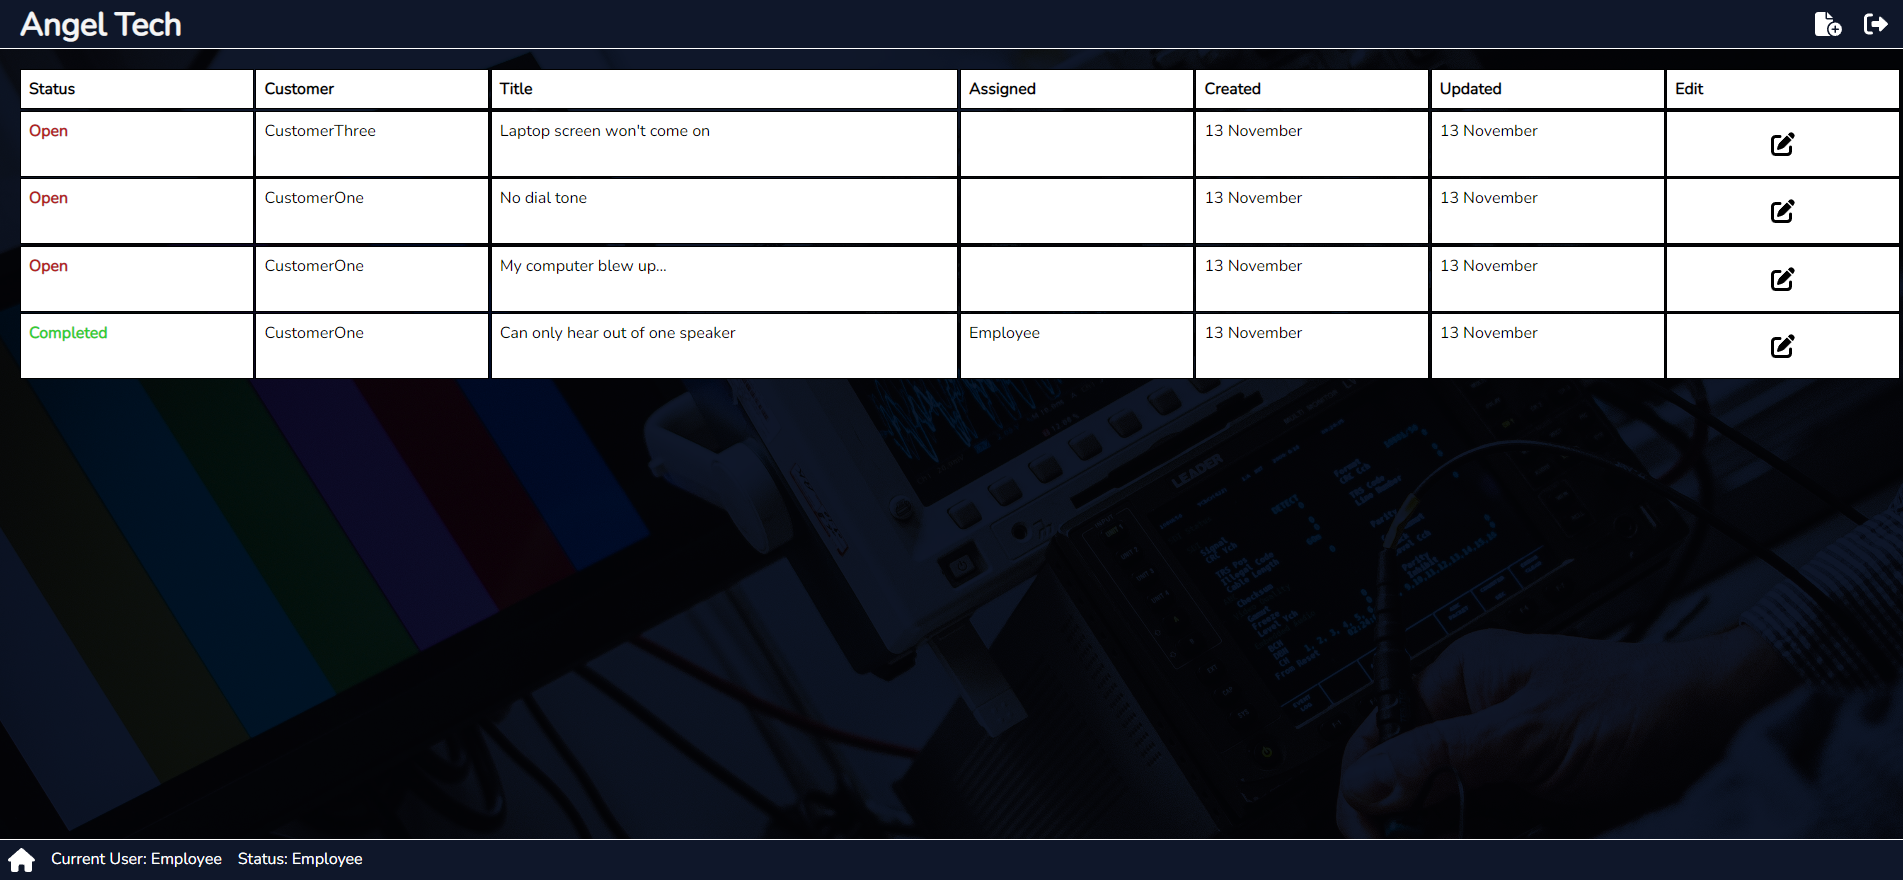 Angel Tech
Status Customer Title Assigned Created Updated Edit
Open CustomerThree Laptop screen won't come on 13 November 13 November
Open CustomerOne No dial tone 13 November 13 November
Open CustomerOne My computer blew up... 13 November 13 November
Completed CustomerOne Can only hear out of one speaker Employee 13 November 13 November
LEADER
Current User: Employee Status: Employee